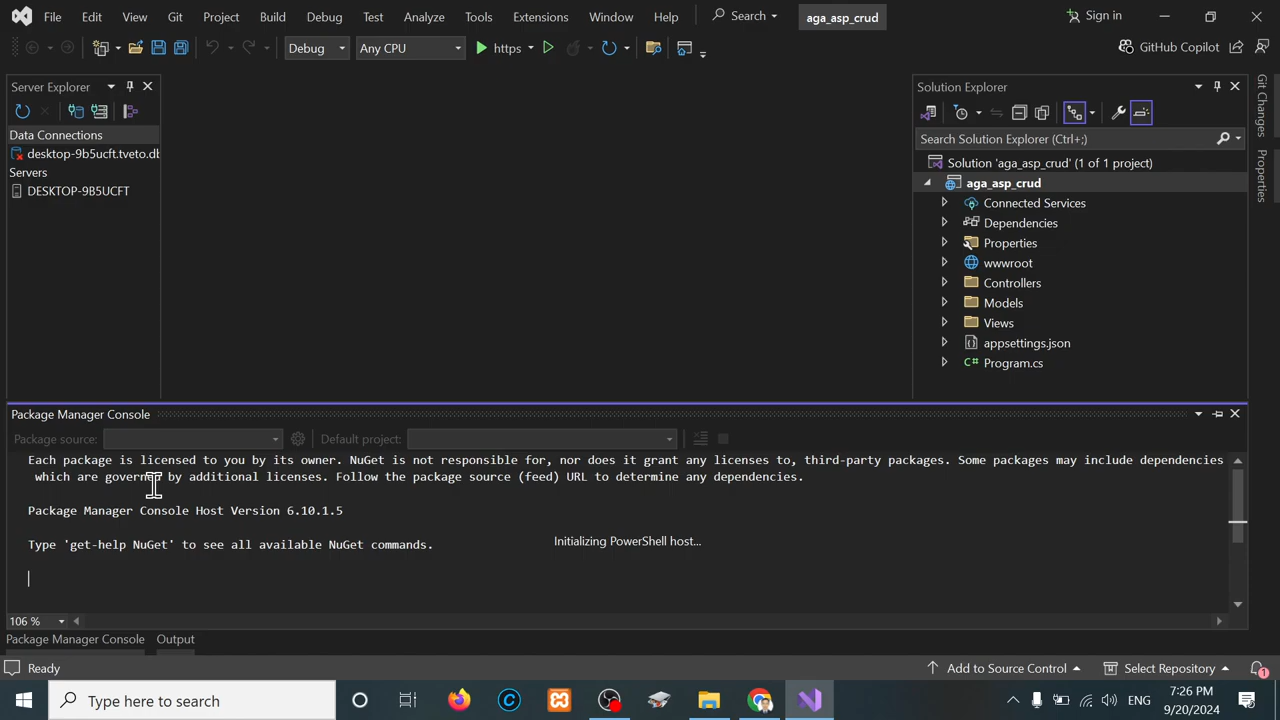 File Edit View Git Project Build Debug Test Analyze Tools Extensions Window Help Search aga_asp_crud Sign in
Debug Any CPU https GitHub Copilot
Server Explorer
Data Connections
desktop-9b5ucft.tveto.db
Servers
DESKTOP-9B5UCFT
Solution Explorer
Search Solution Explorer (Ctrl+;)
Solution 'aga_asp_crud' (1 of 1 project)
aga_asp_crud
Connected Services
Dependencies
Properties
wwwroot
Controllers
Models
Views
appsettings.json
C# Program.cs
Git Changes
Properties
Package Manager Console
Package source: Default project:
Each package is licensed to you by its owner. NuGet is not responsible for, nor does it grant any licenses to, third-party packages. Some packages may include dependencies
which are governed by additional licenses. Follow the package source (feed) URL to determine any dependencies.
Package Manager Console Host Version 6.10.1.5
Type 'get-help NuGet' to see all available NuGet commands.
Initializing PowerShell host...
106 %
Package Manager Console Output
Ready Add to Source Control Select Repository 1
Type here to search ENG 7:26 PM
9/20/2024